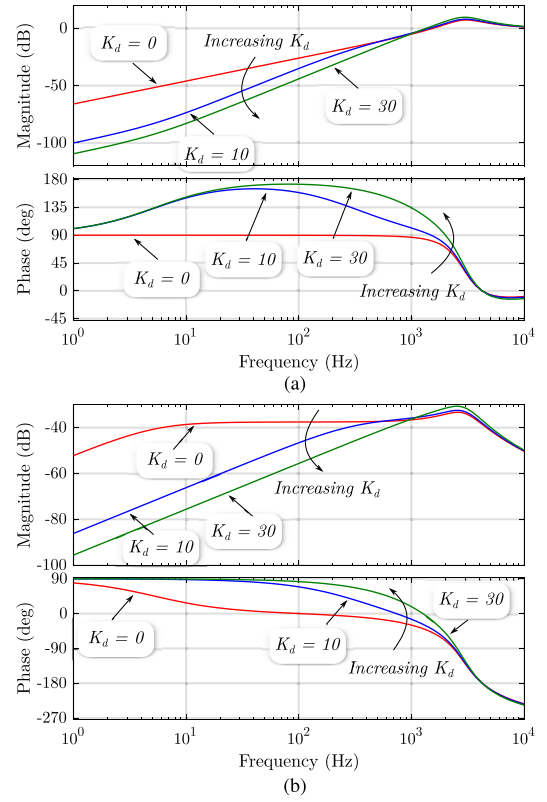 Magnitude (dB)
0
-50
-100
K_d = 0
Increasing K_d
K_d = 30
K_d = 10
Phase (deg)
180
135
90
45
0
-45
K_d = 0
K_d = 10
K_d = 30
Increasing K_d
10^0 10^1 10^2 10^3 10^4
Frequency (Hz)
(a)
Magnitude (dB)
-40
-60
-80
-100
K_d = 0
Increasing K_d
K_d = 10
K_d = 30
Phase (deg)
90
0
-90
-180
-270
K_d = 0
K_d = 10
K_d = 30
Increasing K_d
10^0 10^1 10^2 10^3 10^4
Frequency (Hz)
(b)